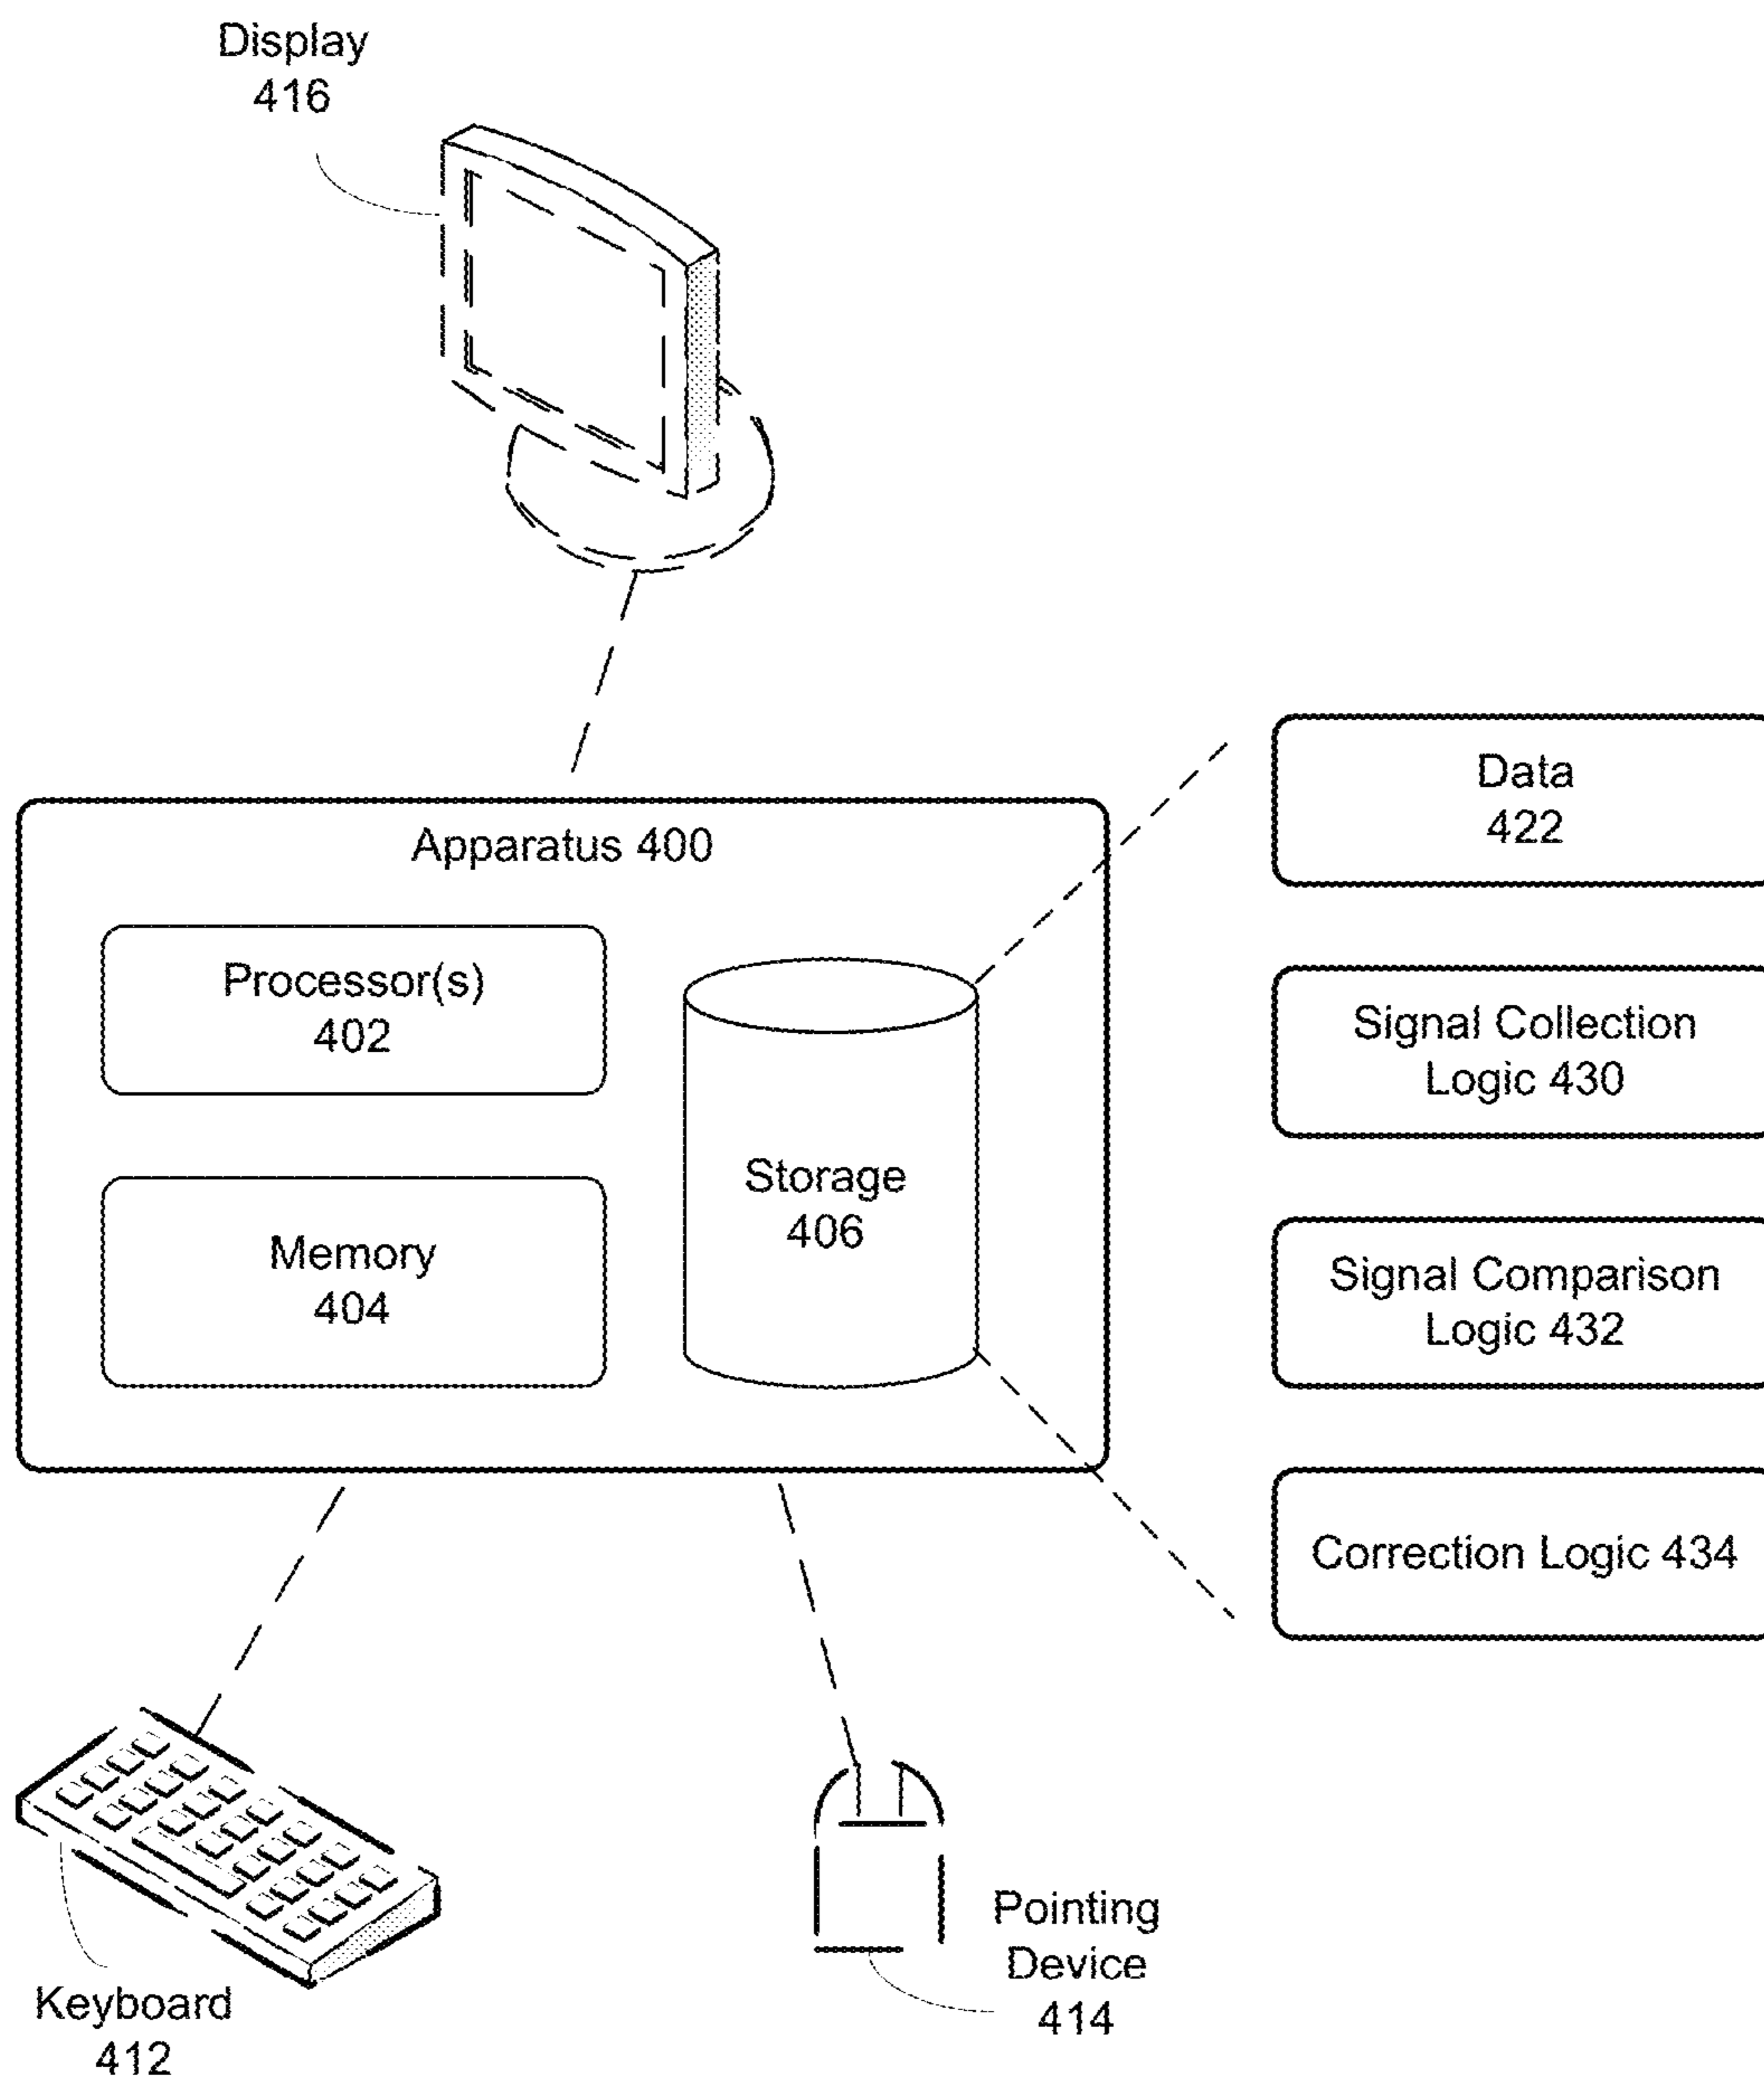 Display
416
Apparatus 400
Processor(s)
402
Memory
404
Storage
406
Data
422
Signal Collection
Logic 430
Signal Comparison
Logic 432
Correction Logic 434
Keyboard
412
Pointing
Device
414